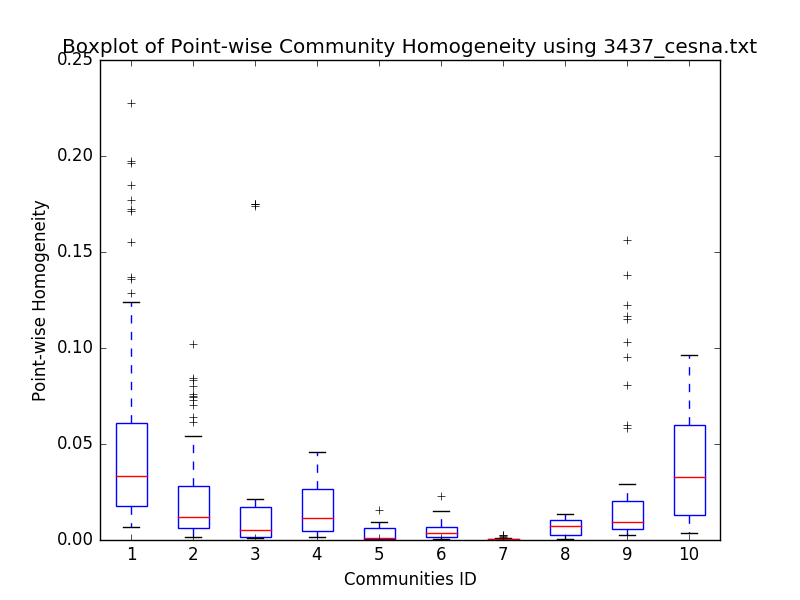 Boxplot of Point-wise Community Homogeneity using 3437_cesna.txt
0.25
0.20
0.15
0.10
0.05
0.00
Point-wise Homogeneity
1 2 3 4 5 6 7 8 9 10
Communities ID